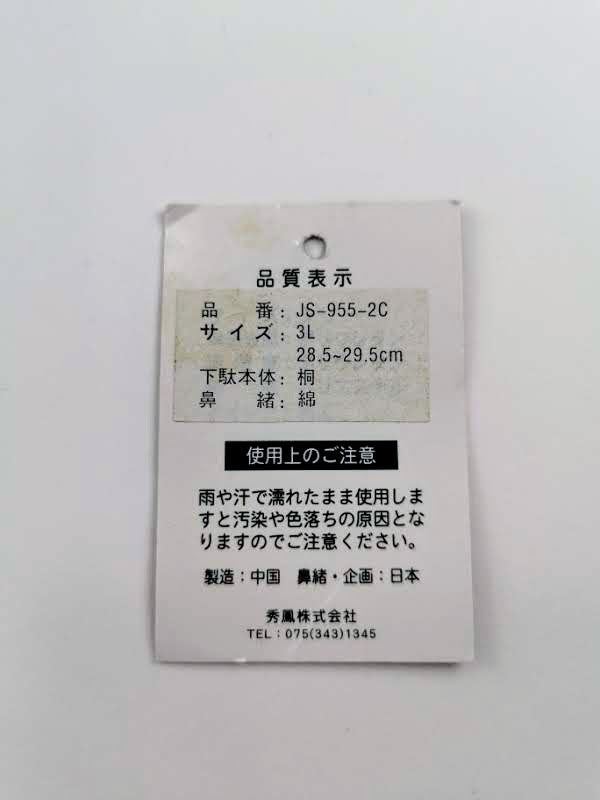 品質表示
品　番: JS-955-2C
サイズ: 3L
28.5~29.5cm
下駄本体: 桐
鼻　緒: 綿
使用上のご注意
雨や汗で濡れたまま使用しま
すと汚染や色落ちの原因とな
りますのでご注意ください。
製造：中国　鼻緒・企画：日本
秀鳳株式会社
TEL：075(343)1345